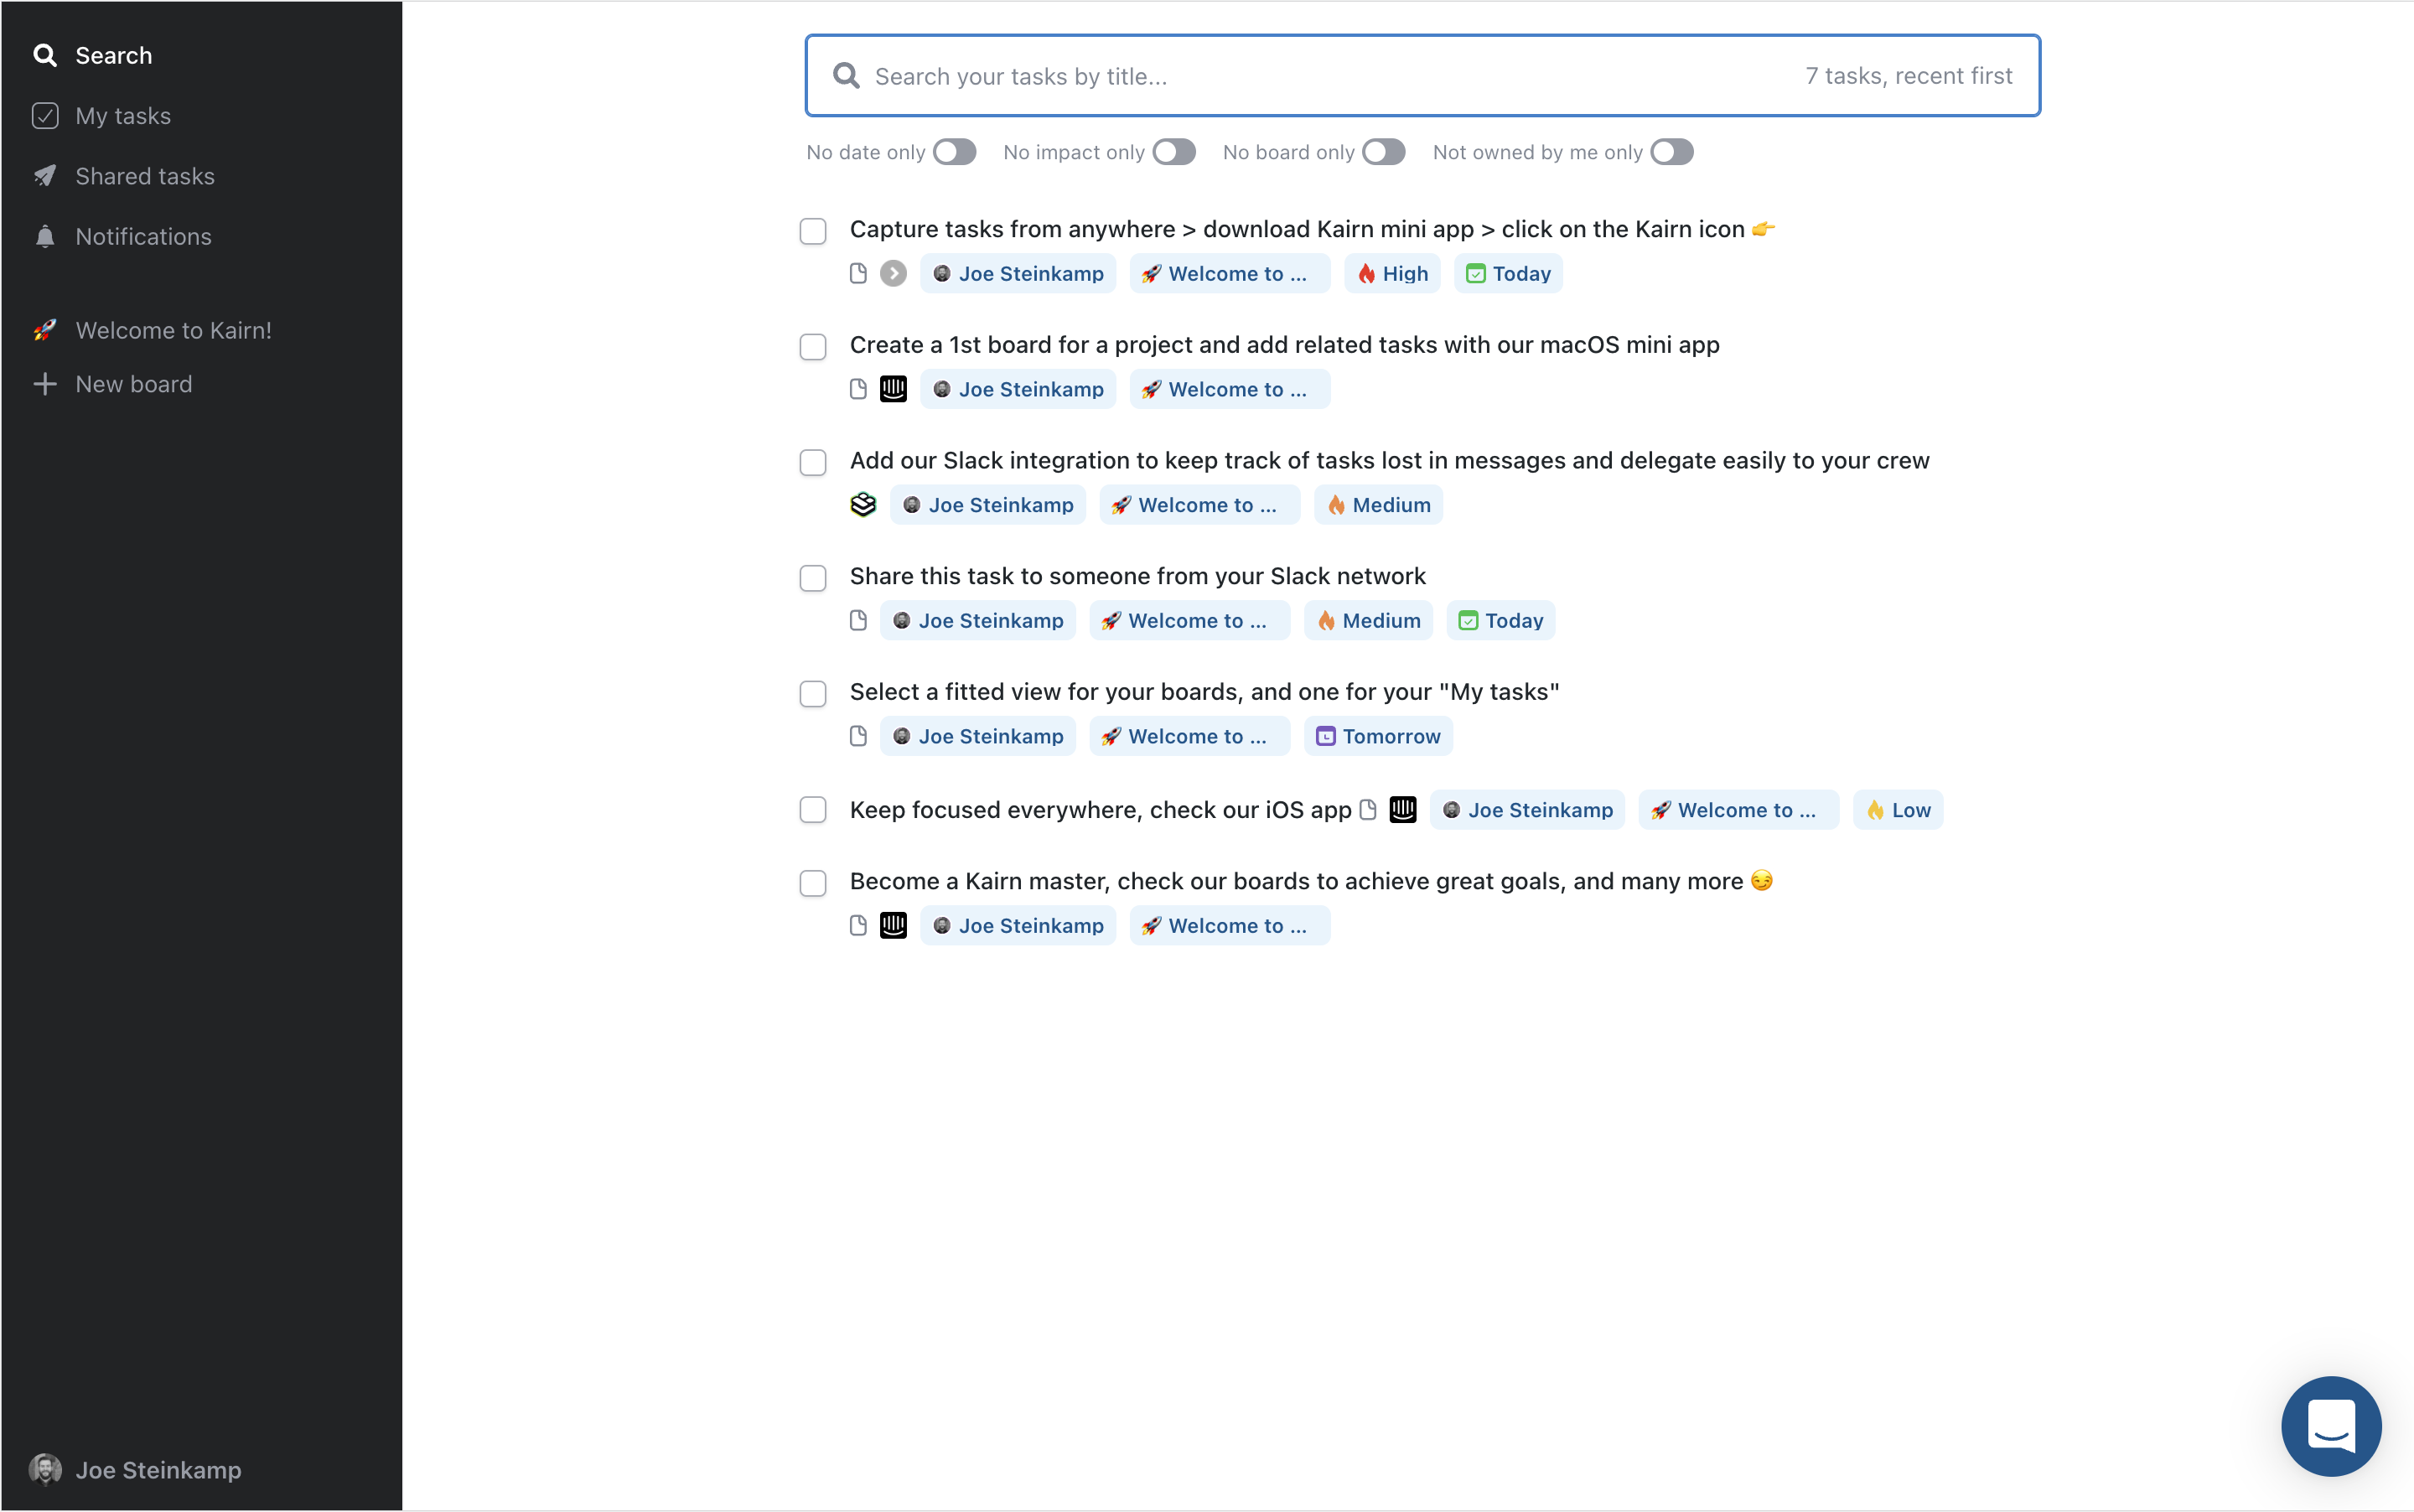 Search
My tasks
Shared tasks
Notifications
Welcome to Kairn!
New board
Joe Steinkamp
Search your tasks by title...
7 tasks, recent first
No date only No impact only No board only Not owned by me only
Capture tasks from anywhere > download Kairn mini app > click on the Kairn icon 👉
Joe Steinkamp 🚀 Welcome to ... High Today
Create a 1st board for a project and add related tasks with our macOS mini app
Joe Steinkamp 🚀 Welcome to ...
Add our Slack integration to keep track of tasks lost in messages and delegate easily to your crew
Joe Steinkamp 🚀 Welcome to ... Medium
Share this task to someone from your Slack network
Joe Steinkamp 🚀 Welcome to ... Medium Today
Select a fitted view for your boards, and one for your "My tasks"
Joe Steinkamp 🚀 Welcome to ... Tomorrow
Keep focused everywhere, check our iOS app Joe Steinkamp 🚀 Welcome to ... Low
Become a Kairn master, check our boards to achieve great goals, and many more 😏
Joe Steinkamp 🚀 Welcome to ...